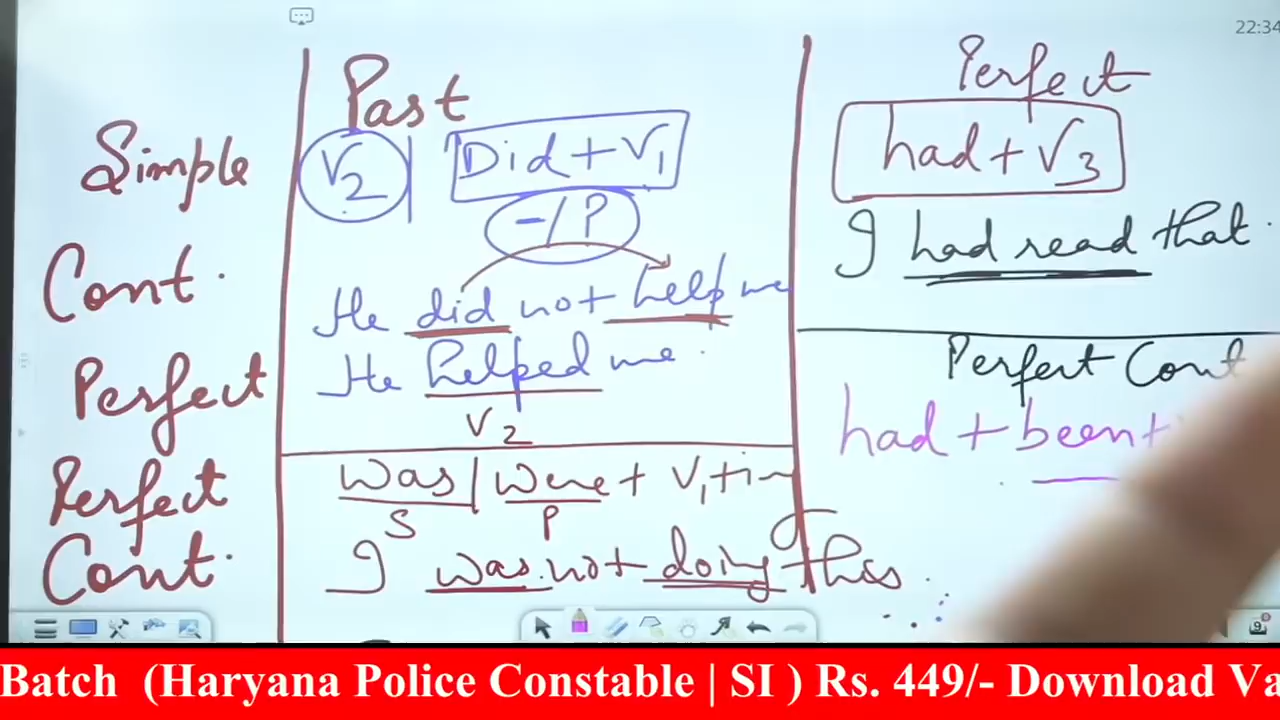 22:34
Simple
Cont.
Perfect
Perfect
Cont.
Past
V2 | Did + V1
-/P
He did not help me
He helped me.
V2
Was / Were + V1 + ing
S P
I was not doing this.
Perfect
had + V3
I had read that.
Perfect Cont
had + been +
Batch (Haryana Police Constable | SI ) Rs. 449/- Download Va